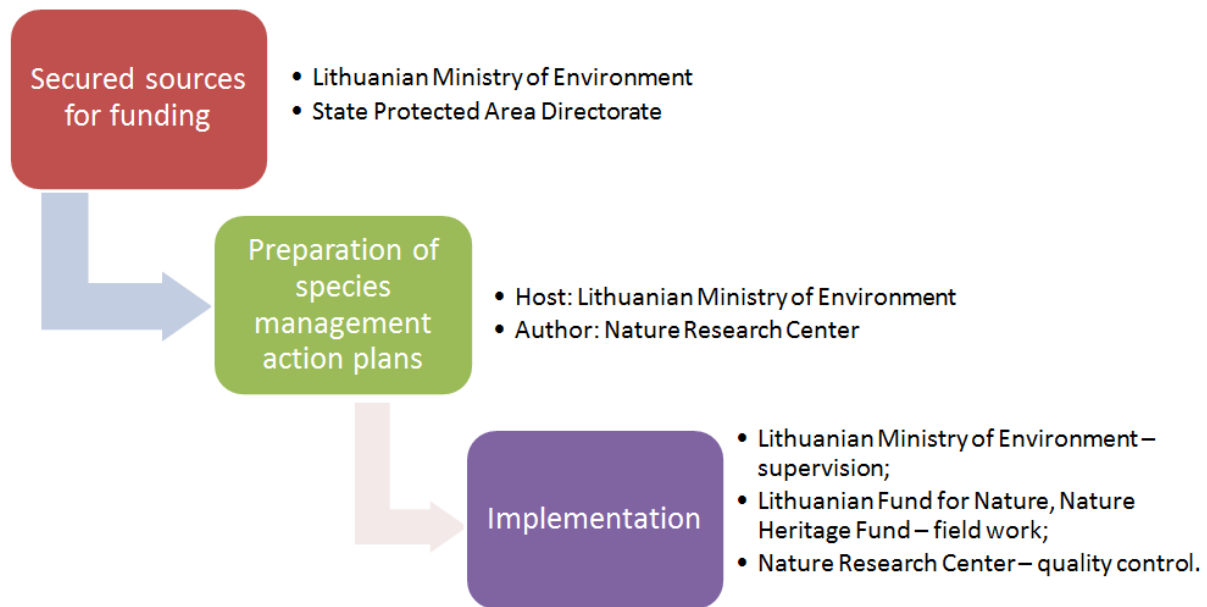 Secured sources
for funding
• Lithuanian Ministry of Environment
• State Protected Area Directorate
Preparation of
species
management
action plans
• Host: Lithuanian Ministry of Environment
• Author: Nature Research Center
Implementation
• Lithuanian Ministry of Environment –
supervision;
• Lithuanian Fund for Nature, Nature
Heritage Fund – field work;
• Nature Research Center – quality control.